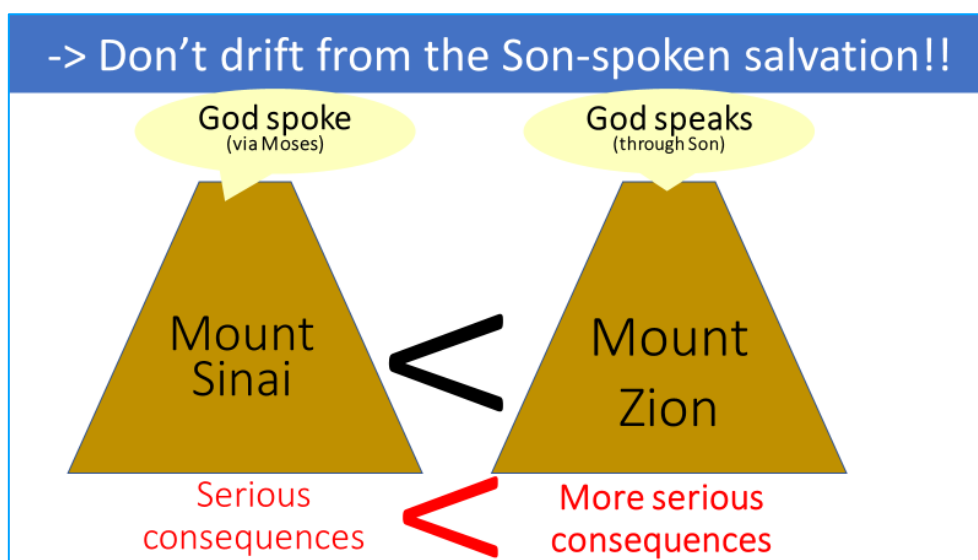 -> Don’t drift from the Son-spoken salvation!!
God spoke
(via Moses)
God speaks
(through Son)
Mount
Sinai
<
Mount
Zion
Serious
consequences
<
More serious
consequences